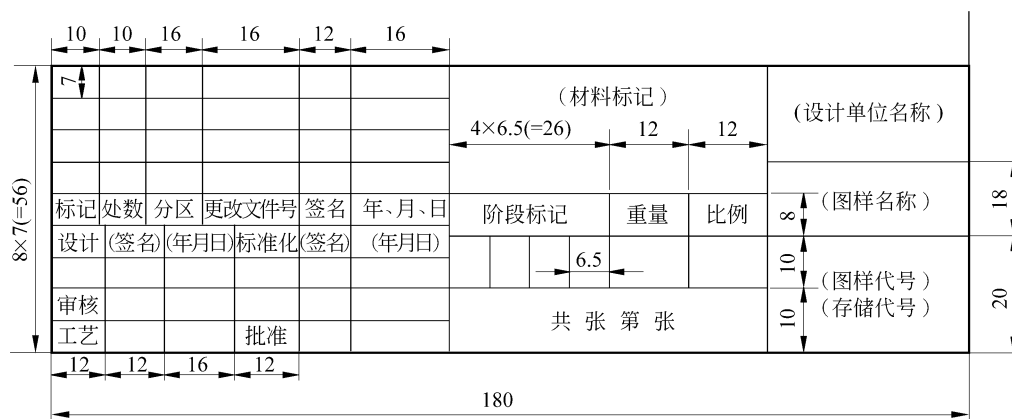 10 10 16 16 12 16
7
(材料标记)
(设计单位名称)
4×6.5(=26) 12 12
8×7(=56)
18
标记 处数 分区 更改文件号 签名 年、月、日 阶段标记 重量 比例 8 (图样名称)
设计 (签名) (年月日) 标准化 (签名) (年月日)
6.5 10
(图样代号)
20
审核 (存储代号)
共 张 第 张 10
工艺 批准
12 12 16 12
180